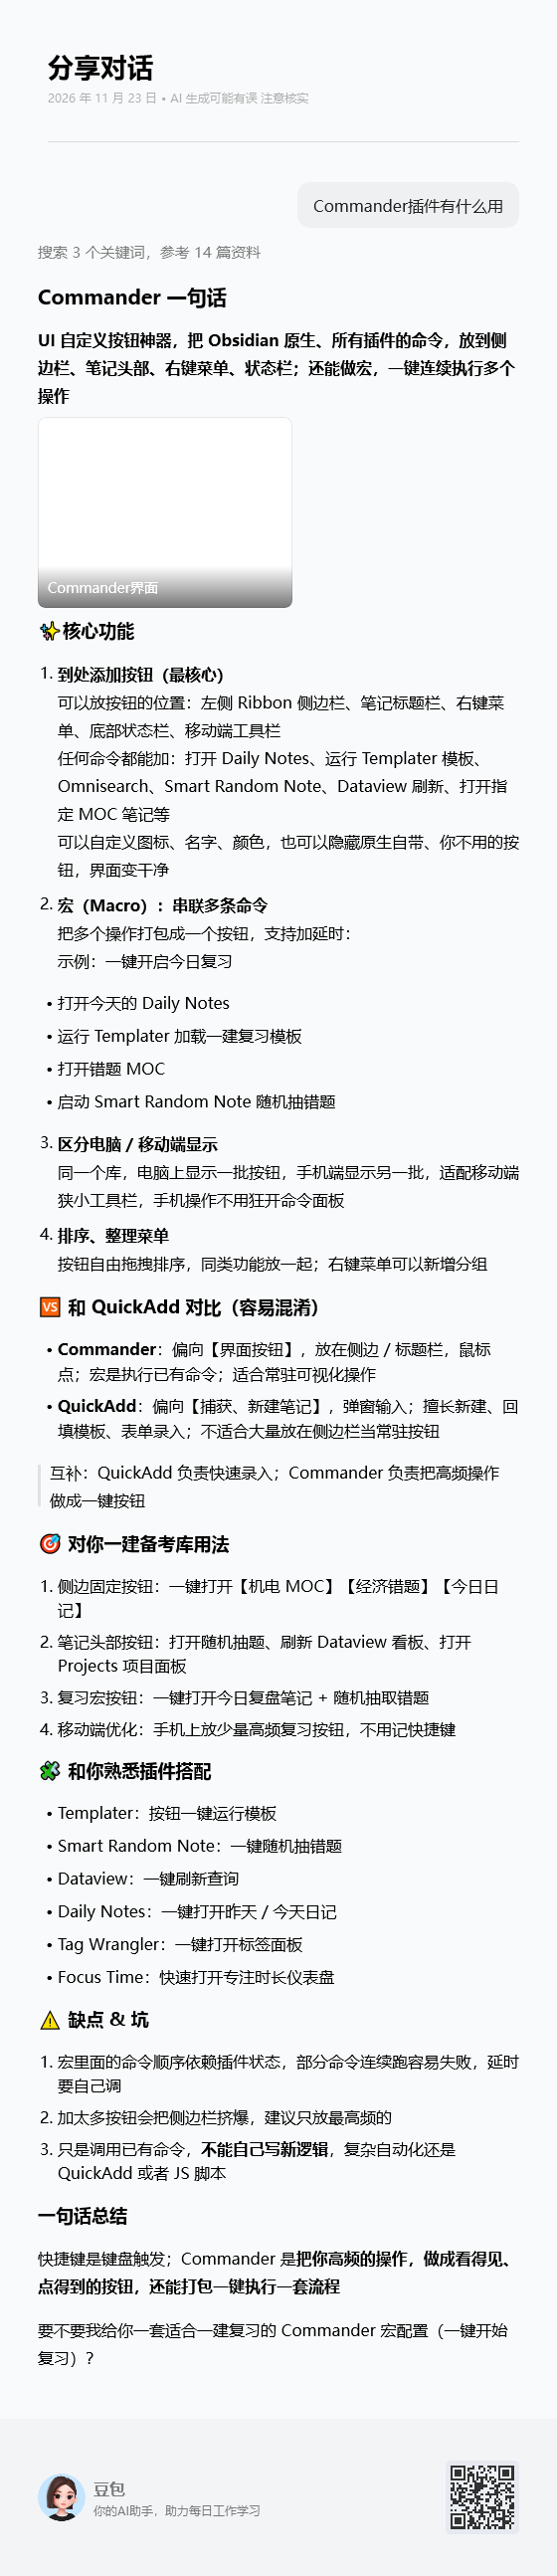 分享对话
2026 年 11 月 23 日 • AI 生成可能有误 注意核实
Commander插件有什么用
搜索 3 个关键词，参考 14 篇资料
Commander 一句话
UI 自定义按钮神器，把 Obsidian 原生、所有插件的命令，放到侧
边栏、笔记头部、右键菜单、状态栏；还能做宏，一键连续执行多个
操作
Commander界面
✨核心功能
1. 到处添加按钮（最核心）
可以放按钮的位置：左侧 Ribbon 侧边栏、笔记标题栏、右键菜
单、底部状态栏、移动端工具栏
任何命令都能加：打开 Daily Notes、运行 Templater 模板、
Omnisearch、Smart Random Note、Dataview 刷新、打开指
定 MOC 笔记等
可以自定义图标、名字、颜色，也可以隐藏原生自带、你不用的按
钮，界面变干净
2. 宏（Macro）：串联多条命令
把多个操作打包成一个按钮，支持加延时：
示例：一键开启今日复习
• 打开今天的 Daily Notes
• 运行 Templater 加载一建复习模板
• 打开错题 MOC
• 启动 Smart Random Note 随机抽错题
3. 区分电脑 / 移动端显示
同一个库，电脑上显示一批按钮，手机端显示另一批，适配移动端
狭小工具栏，手机操作不用狂开命令面板
4. 排序、整理菜单
按钮自由拖拽排序，同类功能放一起；右键菜单可以新增分组
🆚 和 QuickAdd 对比（容易混淆）
• Commander：偏向【界面按钮】，放在侧边 / 标题栏，鼠标
点；宏是执行已有命令；适合常驻可视化操作
• QuickAdd：偏向【捕获、新建笔记】，弹窗输入；擅长新建、回
填模板、表单录入；不适合大量放在侧边栏当常驻按钮
互补：QuickAdd 负责快速录入；Commander 负责把高频操作
做成一键按钮
🎯 对你一建备考库用法
1. 侧边固定按钮：一键打开【机电 MOC】【经济错题】【今日日
记】
2. 笔记头部按钮：打开随机抽题、刷新 Dataview 看板、打开
Projects 项目面板
3. 复习宏按钮：一键打开今日复盘笔记 + 随机抽取错题
4. 移动端优化：手机上放少量高频复习按钮，不用记快捷键
🧩 和你熟悉插件搭配
• Templater：按钮一键运行模板
• Smart Random Note：一键随机抽错题
• Dataview：一键刷新查询
• Daily Notes：一键打开昨天 / 今天日记
• Tag Wrangler：一键打开标签面板
• Focus Time：快速打开专注时长仪表盘
⚠️ 缺点 & 坑
1. 宏里面的命令顺序依赖插件状态，部分命令连续跑容易失败，延时
要自己调
2. 加太多按钮会把侧边栏挤爆，建议只放最高频的
3. 只是调用已有命令，不能自己写新逻辑，复杂自动化还是
QuickAdd 或者 JS 脚本
一句话总结
快捷键是键盘触发；Commander 是把你高频的操作，做成看得见、
点得到的按钮，还能打包一键执行一套流程
要不要我给你一套适合一建复习的 Commander 宏配置（一键开始
复习）？
豆包
你的AI助手，助力每日工作学习